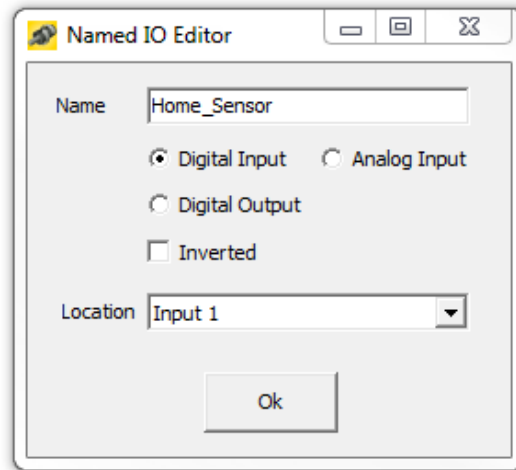 Named IO Editor
Name Home_Sensor
Digital Input Analog Input
Digital Output
Inverted
Location Input 1
Ok